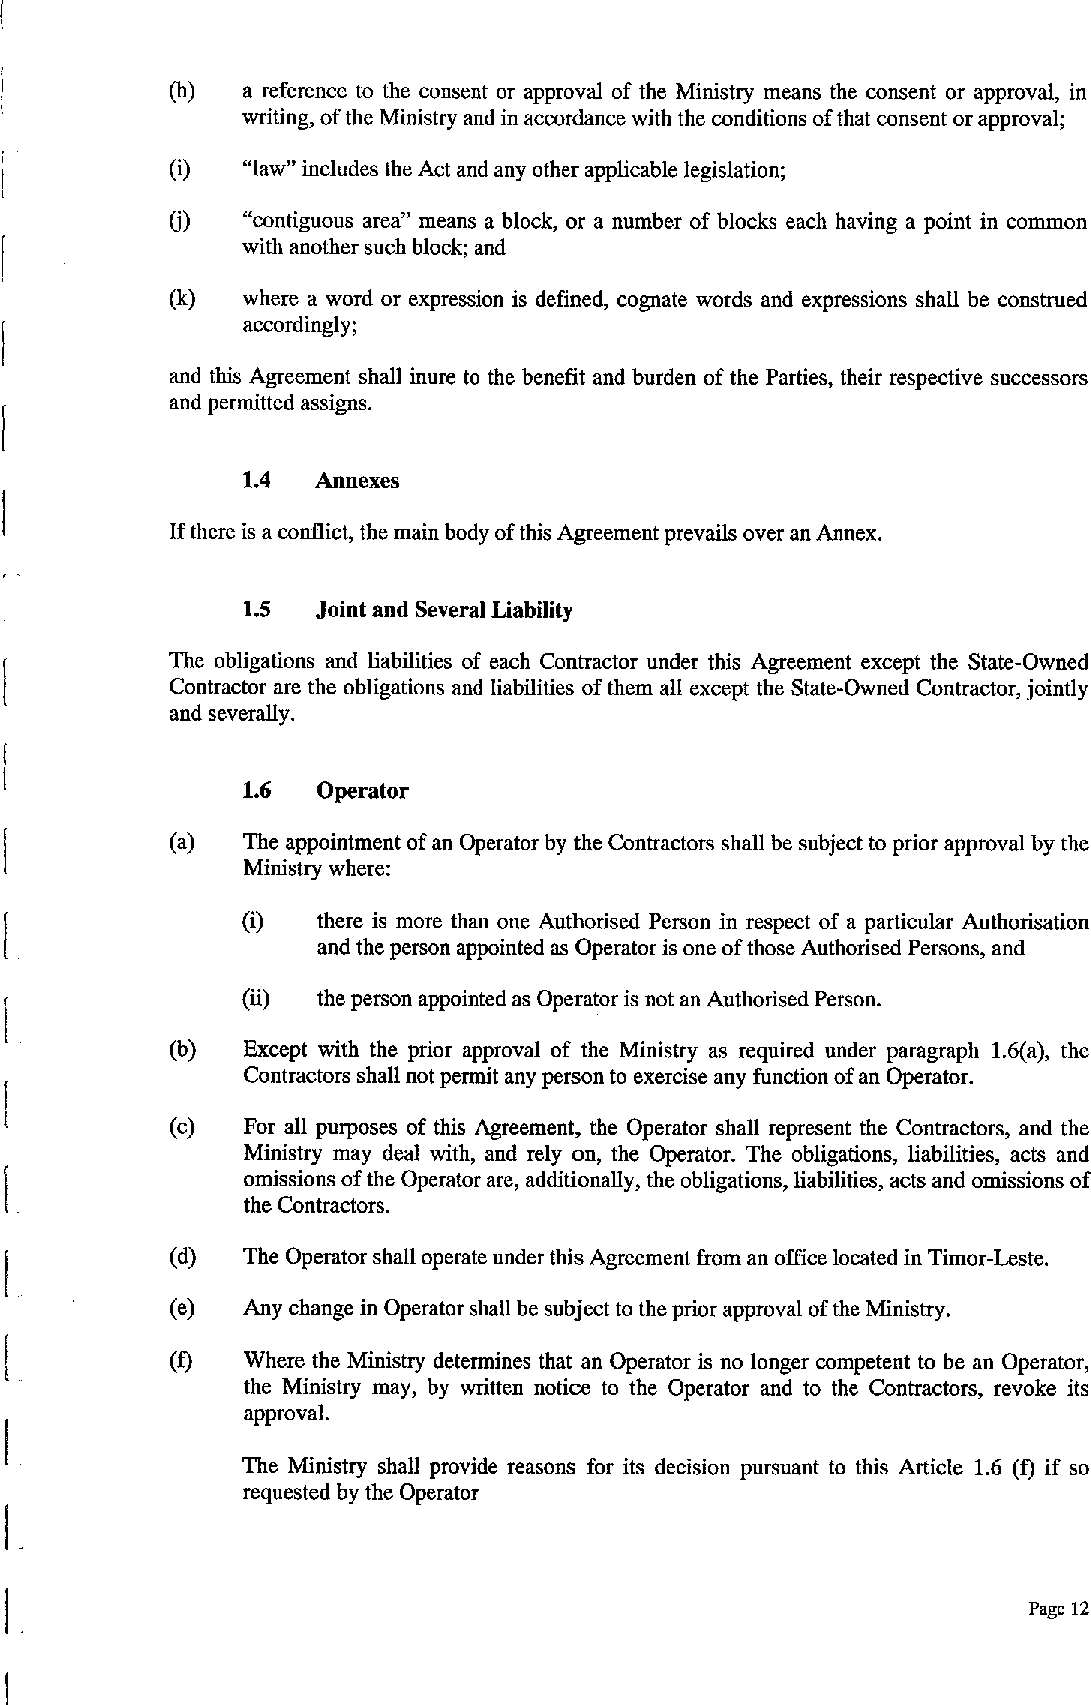 (h) a reference to the consent or approval of the Ministry means the consent or approval, in
writing, of the Ministry and in accordance with the conditions of that consent or approval;
(i) “law” includes the Act and any other applicable legislation;
(j) “contiguous area” means a block, or a number of blocks each having a point in common
with another such block; and
(k) where a word or expression is defined, cognate words and expressions shall be construed
accordingly;
and this Agreement shall inure to the benefit and burden of the Parties, their respective successors
and permitted assigns.
1.4 Annexes
If there is a conflict, the main body of this Agreement prevails over an Annex.
1.5 Joint and Several Liability
The obligations and liabilities of each Contractor under this Agreement except the State-Owned
Contractor are the obligations and liabilities of them all except the State-Owned Contractor, jointly
and severally.
1.6 Operator
(a) The appointment of an Operator by the Contractors shall be subject to prior approval by the
Ministry where:
(i) there is more than one Authorised Person in respect of a particular Authorisation
and the person appointed as Operator is one of those Authorised Persons, and
(ii) the person appointed as Operator is not an Authorised Person.
(b) Except with the prior approval of the Ministry as required under paragraph 1.6(a), the
Contractors shall not permit any person to exercise any function of an Operator.
(c) For all purposes of this Agreement, the Operator shall represent the Contractors, and the
Ministry may deal with, and rely on, the Operator. The obligations, liabilities, acts and
omissions of the Operator are, additionally, the obligations, liabilities, acts and omissions of
the Contractors.
(d) The Operator shall operate under this Agreement from an office located in Timor-Leste.
(e) Any change in Operator shall be subject to the prior approval of the Ministry.
(f) Where the Ministry determines that an Operator is no longer competent to be an Operator,
the Ministry may, by written notice to the Operator and to the Contractors, revoke its
approval.
The Ministry shall provide reasons for its decision pursuant to this Article 1.6 (f) if so
requested by the Operator
Page 12